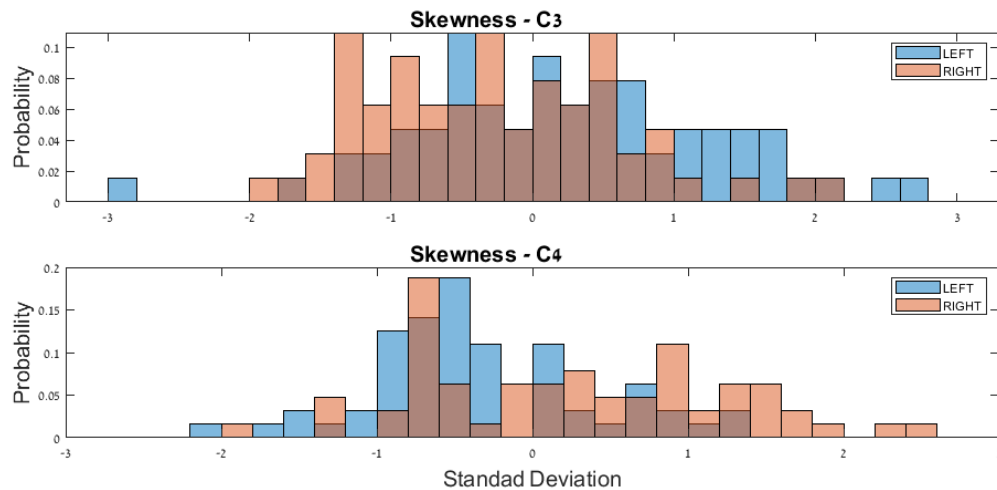 Skewness - C3
Probability
0.1
0.08
0.06
0.04
0.02
0
-3
-2
-1
0
1
2
3
LEFT
RIGHT
Skewness - C4
Probability
0.2
0.15
0.1
0.05
0
-3
-2
-1
0
1
2
LEFT
RIGHT
Standad Deviation